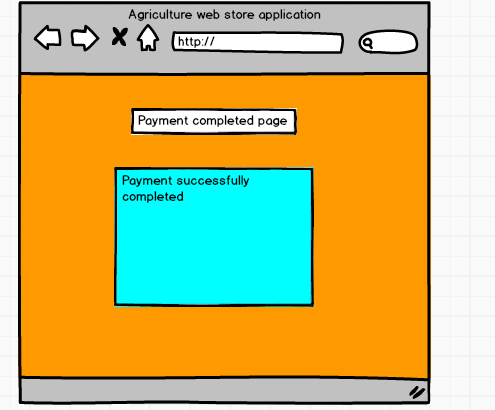 Agriculture web store application
http://
Payment completed page
Payment successfully
completed